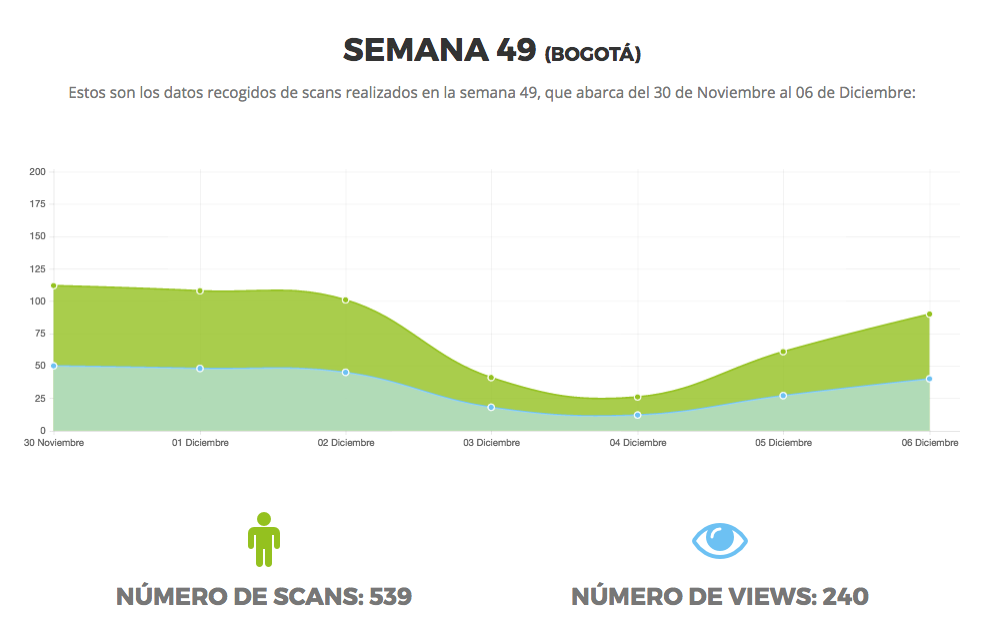 SEMANA 49 (BOGOTÁ)
Estos son los datos recogidos de scans realizados en la semana 49, que abarca del 30 de Noviembre al 06 de Diciembre:
200
175
150
125
100
75
50
25
0
30 Noviembre 01 Diciembre 02 Diciembre 03 Diciembre 04 Diciembre 05 Diciembre 06 Diciembre
NÚMERO DE SCANS: 539 NÚMERO DE VIEWS: 240